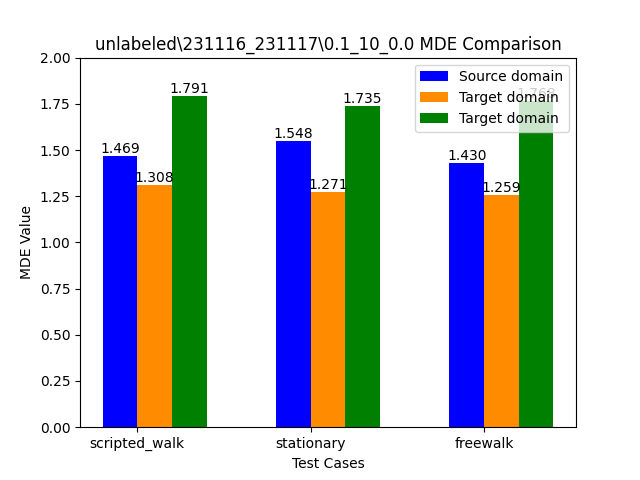 unlabeled\231116_231117\0.1_10_0.0 MDE Comparison
2.00
1.75
1.50
1.25
1.00
0.75
0.50
0.25
0.00
MDE Value
1.469
1.308
1.791
1.548
1.271
1.735
1.430
1.259
1.768
Source domain
Target domain
Target domain
scripted_walk
stationary
freewalk
Test Cases